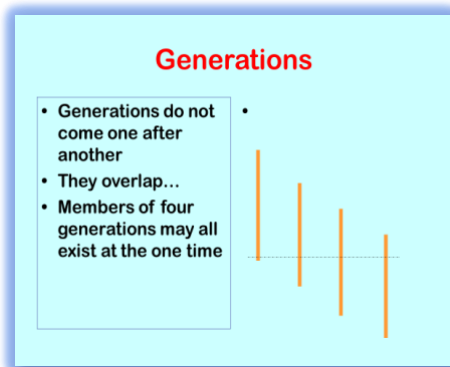 Generations
• Generations do not
come one after
another
• They overlap...
• Members of four
generations may all
exist at the one time
•